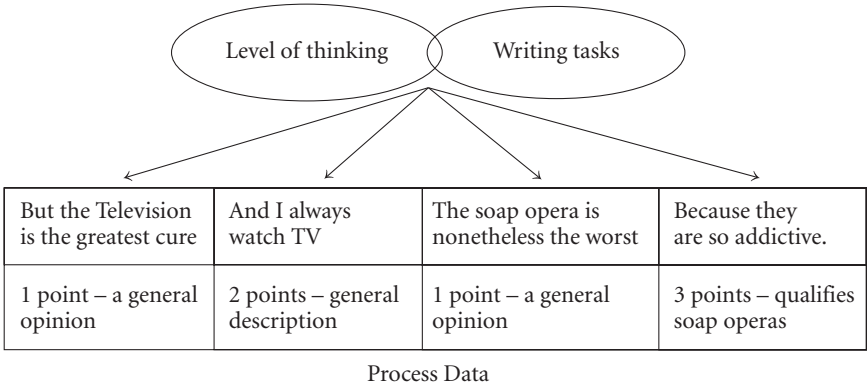 Level of thinking
Writing tasks
But the Television
is the greatest cure
And I always
watch TV
The soap opera is
nonetheless the worst
Because they
are so addictive.
1 point – a general
opinion
2 points – general
description
1 point – a general
opinion
3 points – qualifies
soap operas
Process Data